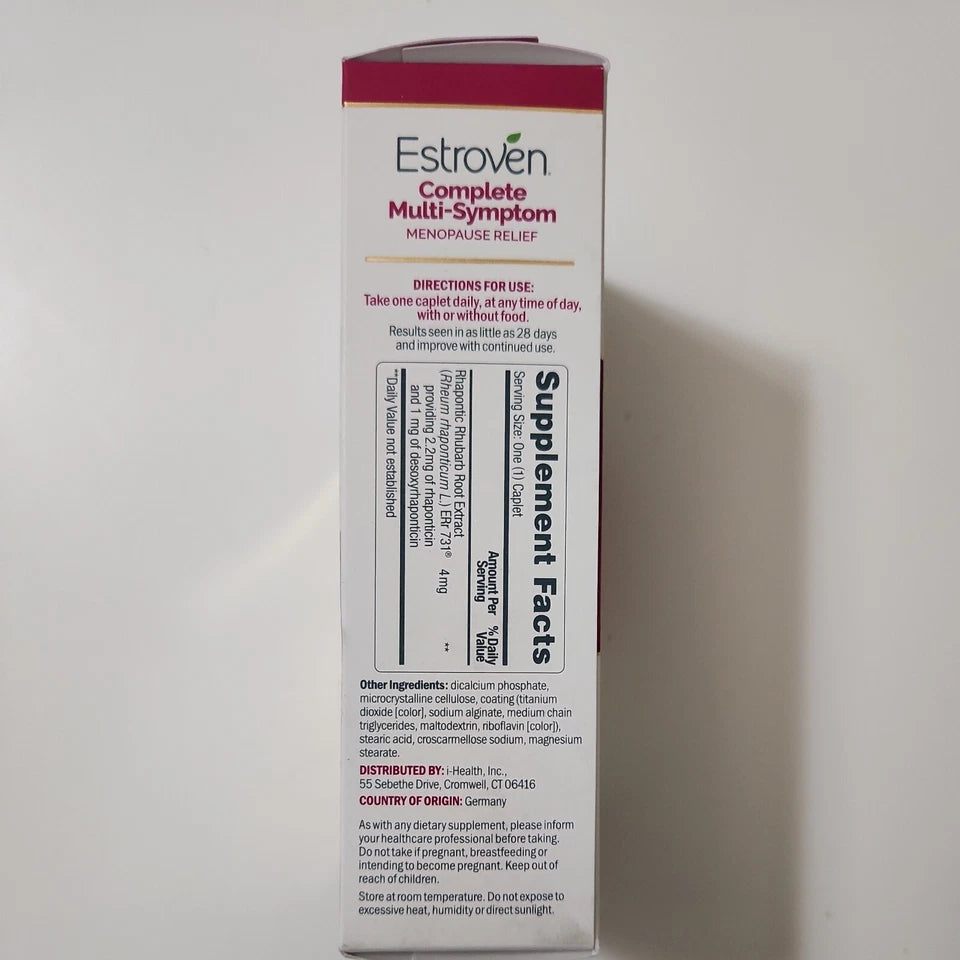 Estroven.
Complete
Multi-Symptom
MENOPAUSE RELIEF
DIRECTIONS FOR USE:
Take one caplet daily, at any time of day,
with or without food.
Results seen in as little as 28 days
and improve with continued use.
Supplement Facts
Serving Size: One (1) Caplet
Amount Per Serving
% Daily Value
Rhapontic Rhubarb Root Extract
(Rheum rhaponticum L.) ERr 731® 4 mg **
providing 2.2mg of rhaponticin
and 1 mg of desoxyrhaponticin
**Daily Value not established
Other Ingredients: dicalcium phosphate,
microcrystalline cellulose, coating (titanium
dioxide [color], sodium alginate, medium chain
triglycerides, maltodextrin, riboflavin [color]),
stearic acid, croscarmellose sodium, magnesium
stearate.
DISTRIBUTED BY: i-Health, Inc.,
55 Sebethe Drive, Cromwell, CT 06416
COUNTRY OF ORIGIN: Germany
As with any dietary supplement, please inform
your healthcare professional before taking.
Do not take if pregnant, breastfeeding or
intending to become pregnant. Keep out of
reach of children.
Store at room temperature. Do not expose to
excessive heat, humidity or direct sunlight.